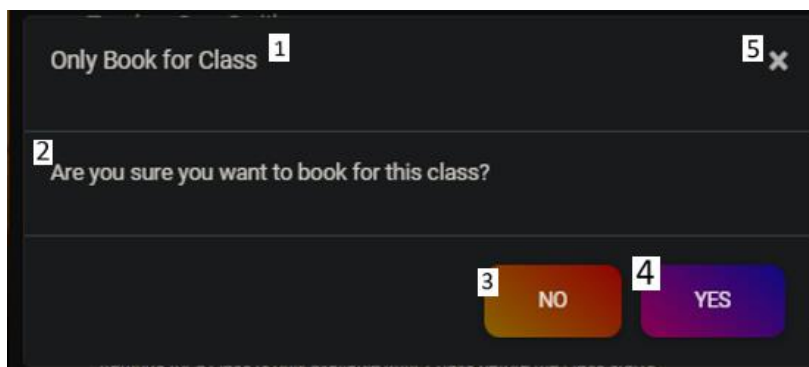 Only Book for Class 1
5 ×
2
Are you sure you want to book for this class?
3 NO
4 YES